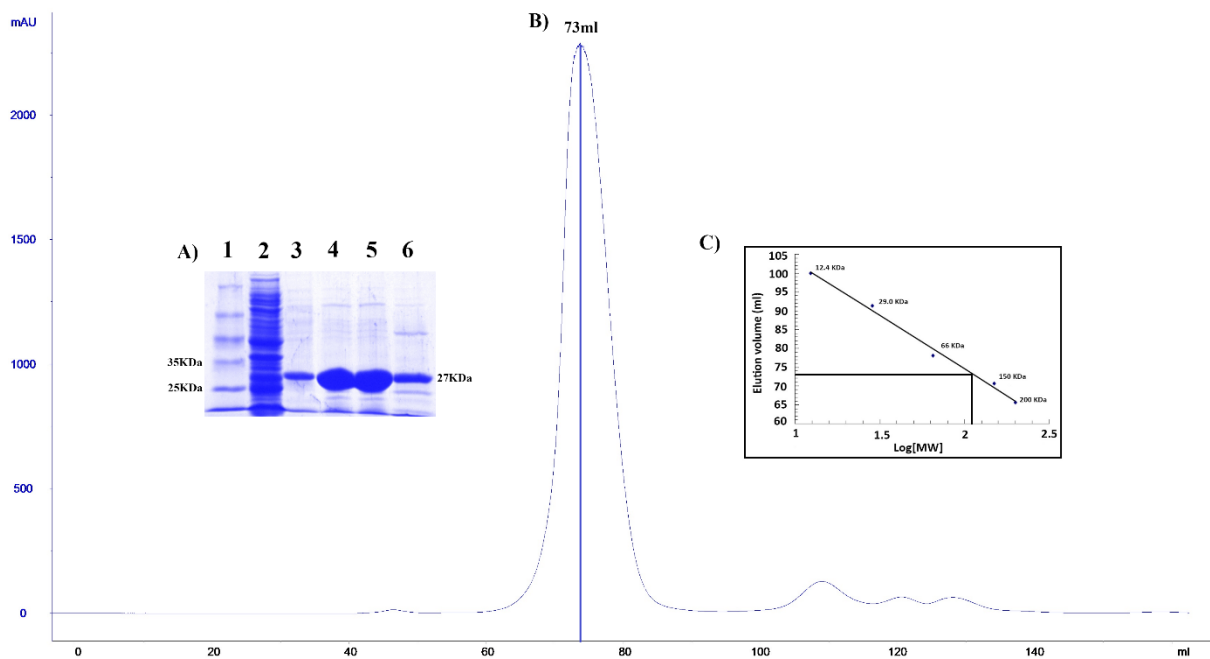 mAU
B)
73ml
2000
1500
1000
500
0
A)
1 2 3 4 5 6
35KDa
25KDa
27KDa
C)
Elution volume (ml)
105
100
95
90
85
80
75
70
65
60
12.4 KDa
29.0 KDa
66 KDa
150 KDa
200 KDa
1 1.5 2 2.5
Log[MW]
0 20 40 60 80 100 120 140 ml